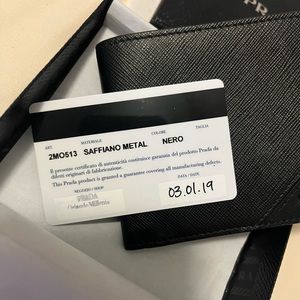 PR
ART. MATERIALE COLORE TAGLIA
2MO513 SAFFIANO METAL NERO
Il presente certificato di autenticità costituisce garanzia del prodotto Prada da
difetti originari di fabbricazione.
This Prada product is granted a guarantee covering all manufacturing defects.
NEGOZIO / SHOP DATA / DATE
PRADA
03.01.19